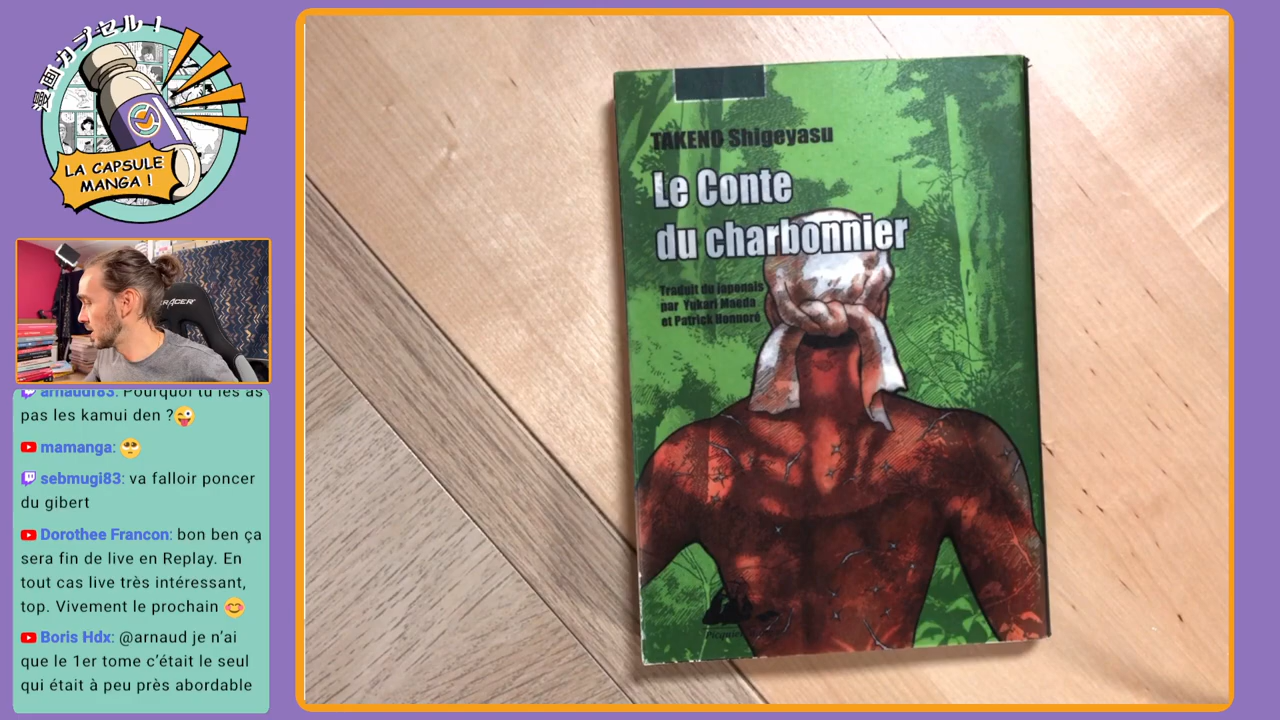 漫画カプセル！
LA CAPSULE
MANGA !
RACER
arnaudr83: Pourquoi tu les as
pas les kamui den ?😜
mamanga: 🥺
sebmugi83: va falloir poncer
du gibert
Dorothee Francon: bon ben ça
sera fin de live en Replay. En
tout cas live très intéressant,
top. Vivement le prochain 😊
Boris Hdx: @arnaud je n'ai
que le 1er tome c'était le seul
qui était à peu près abordable
TAKENO Shigeyasu
Le Conte
du charbonnier
Traduit du japonais
par Yukari Maeda
et Patrick Honnoré